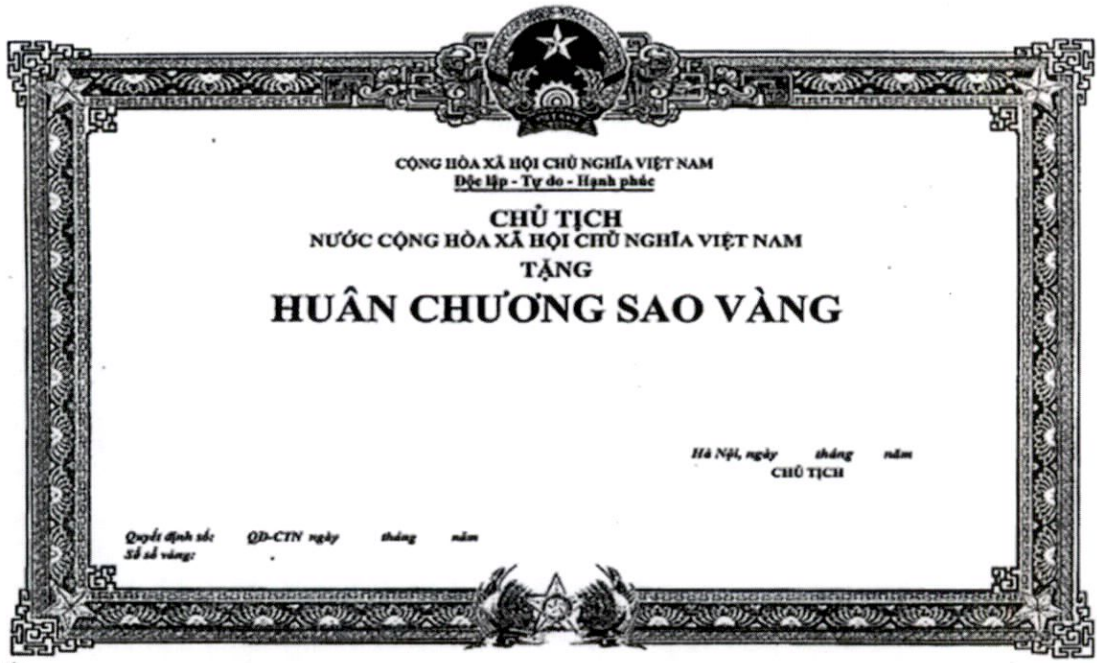 CỘNG HÒA XÃ HỘI CHỦ NGHĨA VIỆT NAM
Độc lập - Tự do - Hạnh phúc
CHỦ TỊCH
NƯỚC CỘNG HÒA XÃ HỘI CHỦ NGHĨA VIỆT NAM
TẶNG
HUÂN CHƯƠNG SAO VÀNG
Hà Nội, ngày tháng năm
CHỦ TỊCH
Quyết định số: QĐ-CTN ngày tháng năm
Số sổ vàng: